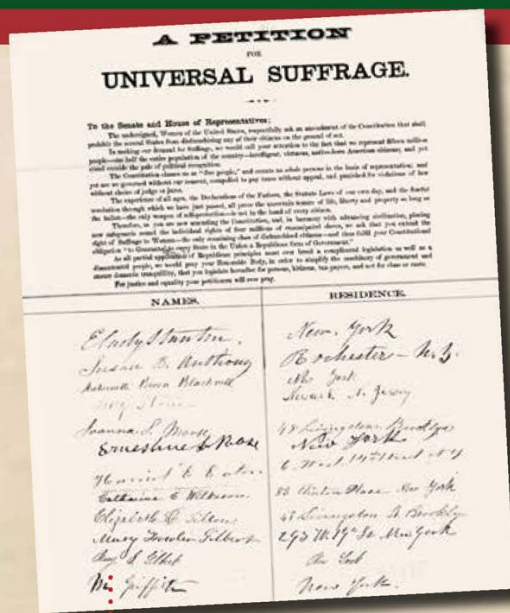 A PETITION
FOR
UNIVERSAL SUFFRAGE.
To the Senate and House of Representatives:
The undersigned, Women of the United States, respectfully ask an amendment of the Constitution that shall
prohibit the several States from disfranchising any of their citizens on the ground of sex.
In making our demand for Suffrage, we would call your attention to the fact that we represent fifteen million
people—one half the entire population of the country—intelligent, virtuous, native-born American citizens; and yet
stand outside the pale of political recognition.
The Constitution classes us as "free people," and counts us whole persons in the basis of representation; and
yet are we governed without our consent, compelled to pay taxes without appeal, and punished for violations of law
without choice of judge or juror.
The experience of all ages, the Declarations of the Fathers, the Statute Laws of our own day, and the fearful
revolution through which we have just passed, all prove the uncertain tenure of life, liberty and property so long as
the ballot—the only weapon of self-protection—is not in the hand of every citizen.
Therefore, as you are now amending the Constitution, and, in harmony with advancing civilization, placing
new safeguards round the individual rights of four millions of emancipated slaves, we ask that you extend the
right of Suffrage to Woman—the only remaining class of disfranchised citizens—and thus fulfil your Constitutional
obligation "to Guarantee to every State in the Union a Republican form of Government."
As all partial application of Republican principles must ever breed a complicated legislation as well as a
discontented people, we would pray your Honorable Body, in order to simplify the machinery of government and
ensure domestic tranquility, that you legislate hereafter for persons, citizens, tax-payers, and not for class or caste.
For justice and equality your petitioners will ever pray.
NAMES. RESIDENCE.
E Cady Stanton. New York
Susan B. Anthony Rochester - N.Y.
Antoinette Brown Blackwell New York
Lucy Stone Newark N. Jersey
Joanna S. Morse 48 Livingston Brooklyn
Ernestine L Rose New York
Harriet E. Eaton 6 West 14th Street N.Y
Catharine C Wilkeson 83 Clinton Place New York
Elizabeth R Tilton 48 Livingston St Brooklyn
Mary Fowler Gilbert 293 W. 19th St New York
New York
Griffith New York.